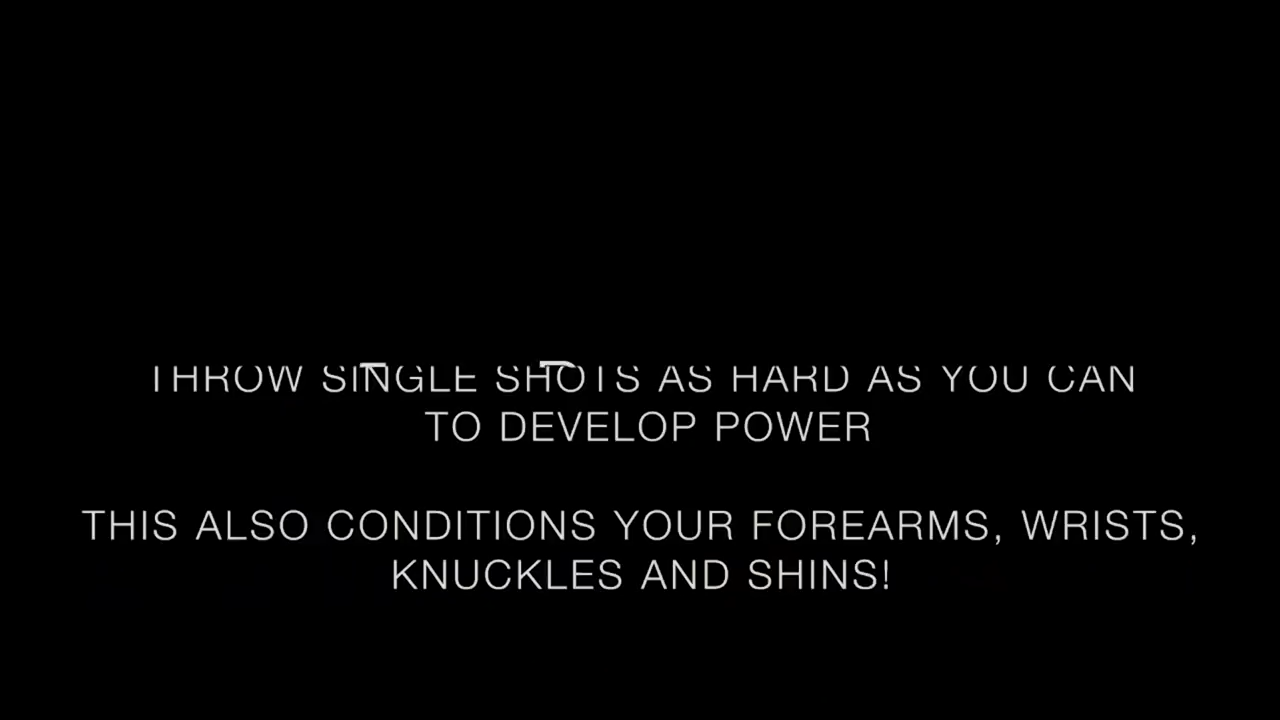 THROW SINGLE SHOTS AS HARD AS YOU CAN
TO DEVELOP POWER
THIS ALSO CONDITIONS YOUR FOREARMS, WRISTS,
KNUCKLES AND SHINS!